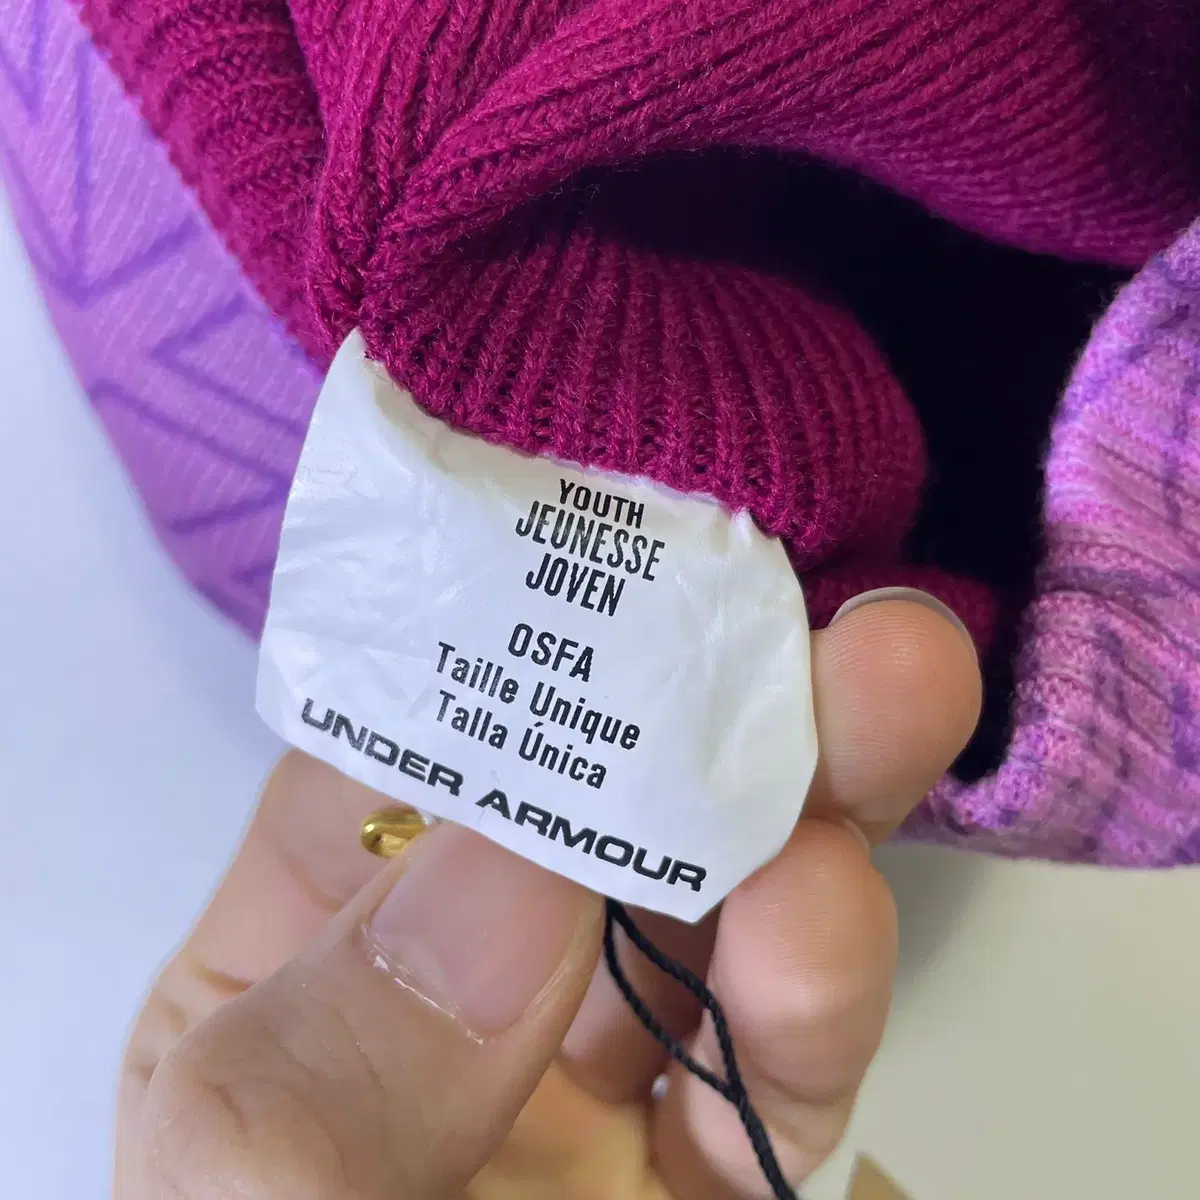 YOUTH
JEUNESSE
JOVEN
OSFA
Taille Unique
Talla Única
UNDER ARMOUR